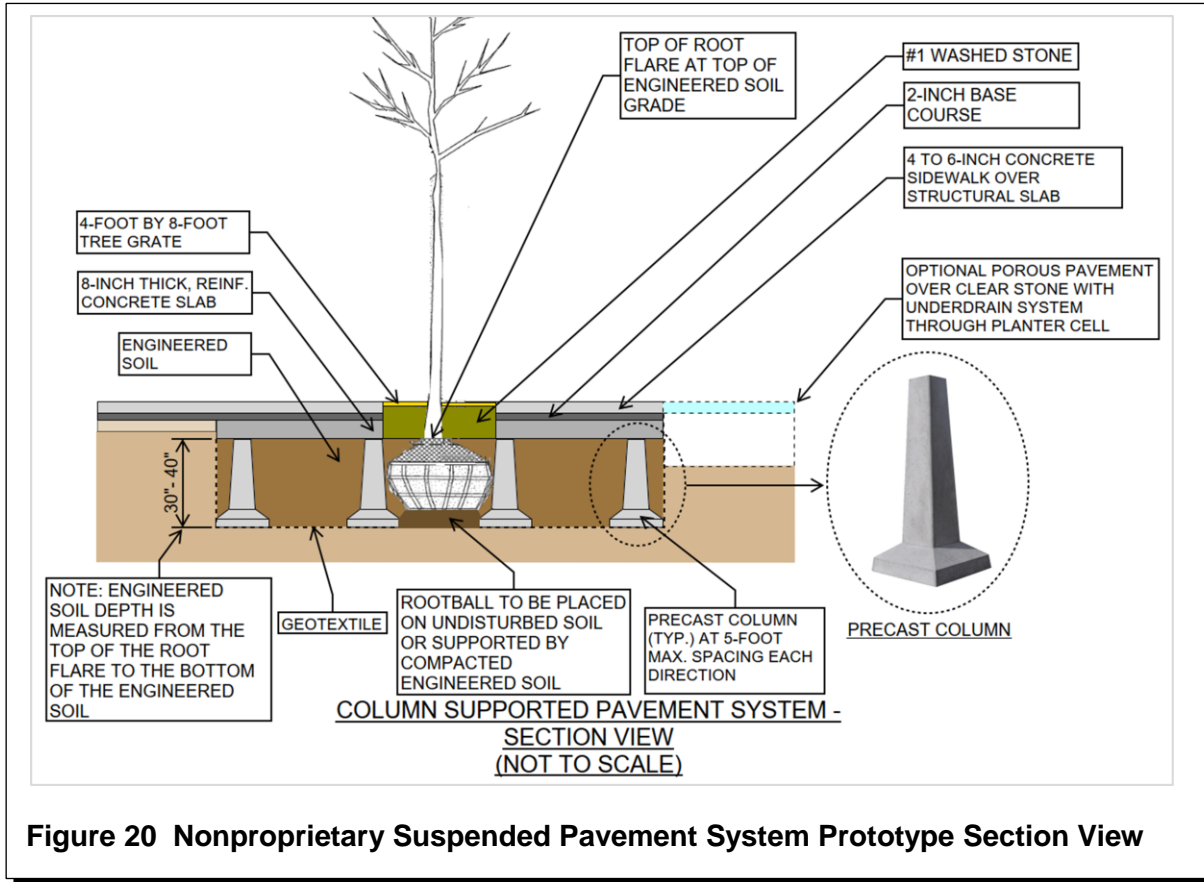 TOP OF ROOT
FLARE AT TOP OF
ENGINEERED SOIL
GRADE
#1 WASHED STONE
2-INCH BASE
COURSE
4 TO 6-INCH CONCRETE
SIDEWALK OVER
STRUCTURAL SLAB
4-FOOT BY 8-FOOT
TREE GRATE
8-INCH THICK, REINF.
CONCRETE SLAB
ENGINEERED
SOIL
OPTIONAL POROUS PAVEMENT
OVER CLEAR STONE WITH
UNDERDRAIN SYSTEM
THROUGH PLANTER CELL
30"- 40"
NOTE: ENGINEERED
SOIL DEPTH IS
MEASURED FROM THE
TOP OF THE ROOT
FLARE TO THE BOTTOM
OF THE ENGINEERED
SOIL
GEOTEXTILE
ROOTBALL TO BE PLACED
ON UNDISTURBED SOIL
OR SUPPORTED BY
COMPACTED
ENGINEERED SOIL
PRECAST COLUMN
(TYP.) AT 5-FOOT
MAX. SPACING EACH
DIRECTION
PRECAST COLUMN
COLUMN SUPPORTED PAVEMENT SYSTEM -
SECTION VIEW
(NOT TO SCALE)
Figure 20 Nonproprietary Suspended Pavement System Prototype Section View